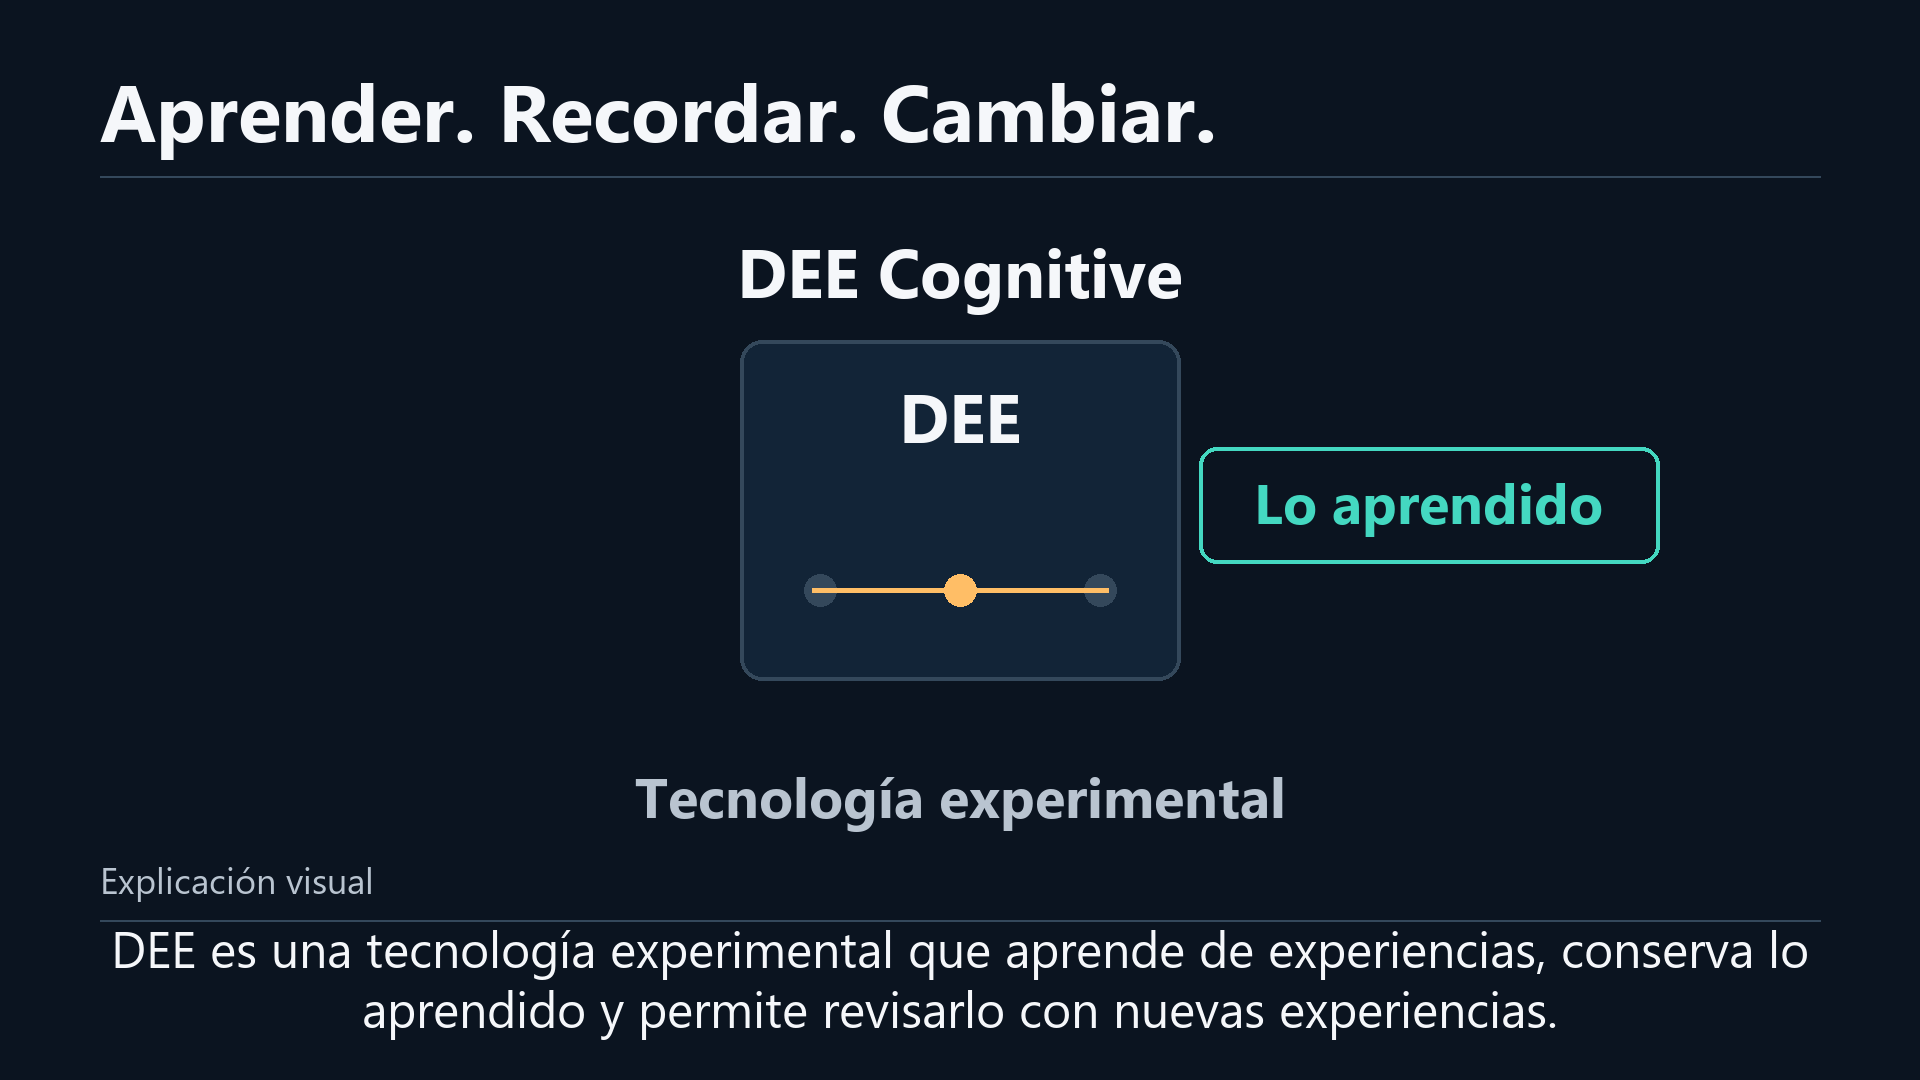 Aprender. Recordar. Cambiar.
DEE Cognitive
DEE
Lo aprendido
Tecnología experimental
Explicación visual
DEE es una tecnología experimental que aprende de experiencias, conserva lo
aprendido y permite revisarlo con nuevas experiencias.